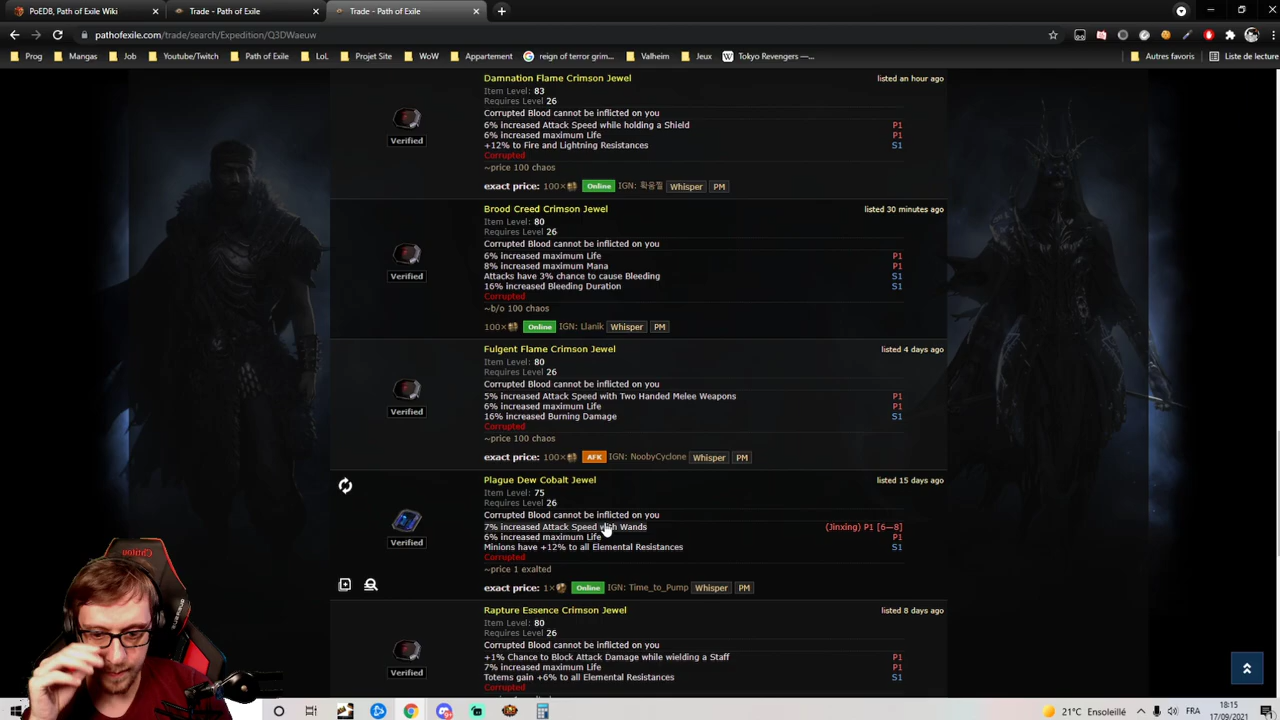 PoEDB, Path of Exile Wiki
Trade - Path of Exile
Trade - Path of Exile
pathofexile.com/trade/search/Expedition/Q3DWaeuw
Prog
Mangas
Job
Youtube/Twitch
Path of Exile
LoL
Projet Site
WoW
Appartement
reign of terror grim...
Valheim
Jeux
Tokyo Revengers —...
Autres favoris
Liste de lecture
Damnation Flame Crimson Jewel
listed an hour ago
Item Level: 83
Requires Level 26
Corrupted Blood cannot be inflicted on you
6% increased Attack Speed while holding a Shield P1
6% increased maximum Life P1
+12% to Fire and Lightning Resistances S1
Corrupted
Verified
~price 100 chaos
exact price: 100× Online IGN: 확옹찔 Whisper PM
Brood Creed Crimson Jewel
listed 30 minutes ago
Item Level: 80
Requires Level 26
Corrupted Blood cannot be inflicted on you
6% increased maximum Life P1
8% increased maximum Mana P1
Attacks have 3% chance to cause Bleeding S1
16% increased Bleeding Duration S1
Corrupted
Verified
~b/o 100 chaos
100× Online IGN: Llanik Whisper PM
Fulgent Flame Crimson Jewel
listed 4 days ago
Item Level: 80
Requires Level 26
Corrupted Blood cannot be inflicted on you
5% increased Attack Speed with Two Handed Melee Weapons P1
6% increased maximum Life P1
16% increased Burning Damage S1
Corrupted
Verified
~price 100 chaos
exact price: 100× AFK IGN: NoobyCyclone Whisper PM
Plague Dew Cobalt Jewel
listed 15 days ago
Item Level: 75
Requires Level 26
Corrupted Blood cannot be inflicted on you
7% increased Attack Speed with Wands (Jinxing) P1 [6—8]
6% increased maximum Life P1
Minions have +12% to all Elemental Resistances S1
Corrupted
Verified
~price 1 exalted
exact price: 1× Online IGN: Time_to_Pump Whisper PM
Rapture Essence Crimson Jewel
listed 8 days ago
Item Level: 80
Requires Level 26
Corrupted Blood cannot be inflicted on you
+1% Chance to Block Attack Damage while wielding a Staff P1
7% increased maximum Life P1
Totems gain +6% to all Elemental Resistances S1
Corrupted
Verified
21°C Ensoleillé
FRA
18:15
17/09/2021